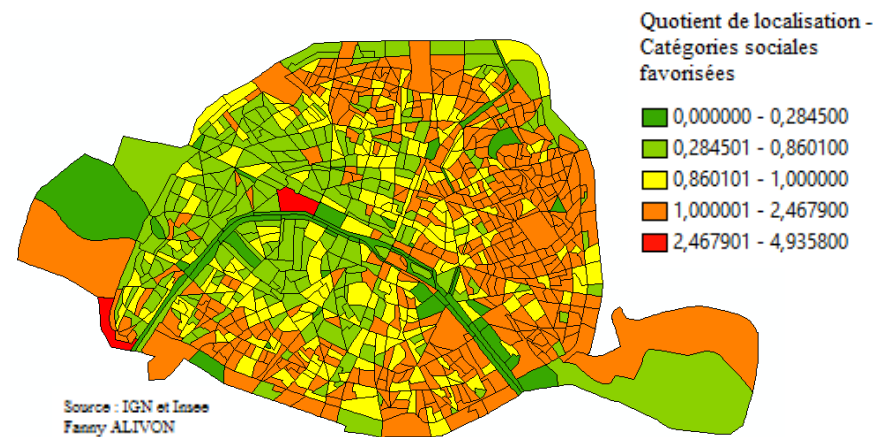 Quotient de localisation -
Catégories sociales
favorisées
0,000000 - 0,284500
0,284501 - 0,860100
0,860101 - 1,000000
1,000001 - 2,467900
2,467901 - 4,935800
Source : IGN et Insee
Fanny ALIVON